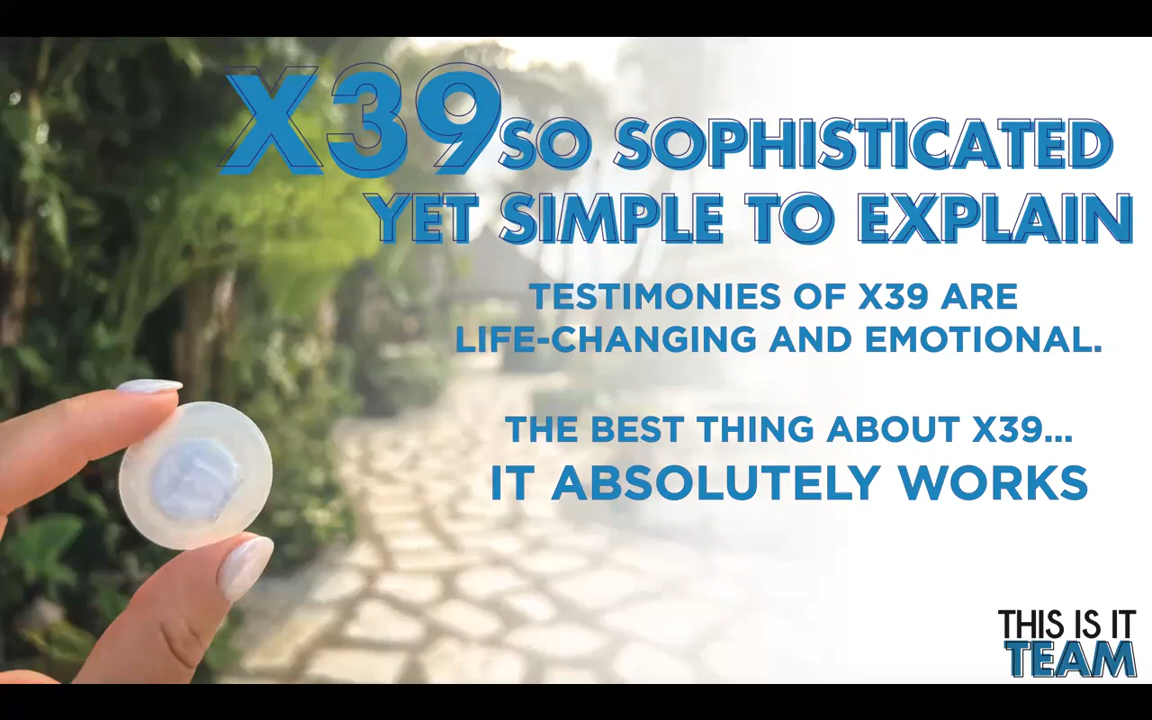 X39 SO SOPHISTICATED
YET SIMPLE TO EXPLAIN
TESTIMONIES OF X39 ARE
LIFE-CHANGING AND EMOTIONAL.
THE BEST THING ABOUT X39...
IT ABSOLUTELY WORKS
THIS IS IT
TEAM